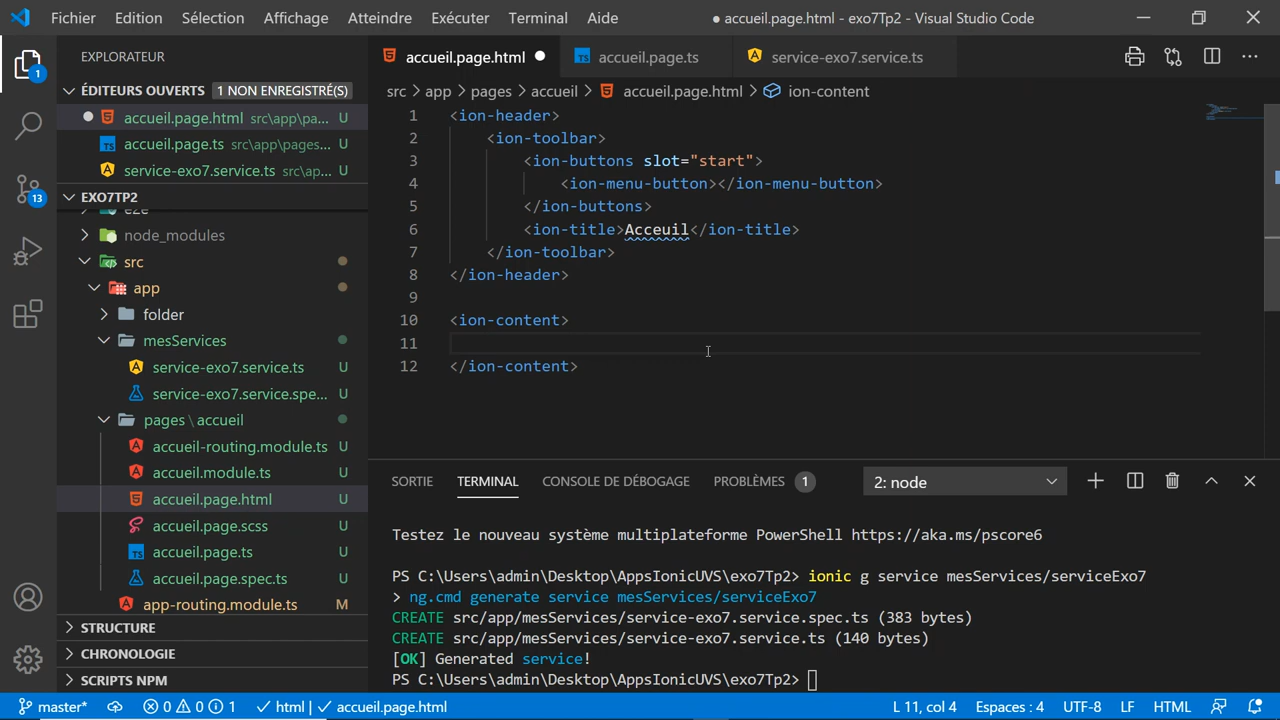 Fichier Edition Sélection Affichage Atteindre Exécuter Terminal Aide ● accueil.page.html - exo7Tp2 - Visual Studio Code
EXPLORATEUR
ÉDITEURS OUVERTS 1 NON ENREGISTRÉ(S)
accueil.page.html src\app\pa... U
accueil.page.ts src\app\pages... U
service-exo7.service.ts src\ap... U
EXO7TP2
node_modules
src
app
folder
mesServices
service-exo7.service.ts U
service-exo7.service.spe... U
pages \ accueil
accueil-routing.module.ts U
accueil.module.ts U
accueil.page.html U
accueil.page.scss U
accueil.page.ts U
accueil.page.spec.ts U
app-routing.module.ts M
STRUCTURE
CHRONOLOGIE
SCRIPTS NPM
1
13
accueil.page.html accueil.page.ts service-exo7.service.ts
src > app > pages > accueil > accueil.page.html > ion-content
1 <ion-header>
2 <ion-toolbar>
3 <ion-buttons slot="start">
4 <ion-menu-button></ion-menu-button>
5 </ion-buttons>
6 <ion-title>Acceuil</ion-title>
7 </ion-toolbar>
8 </ion-header>
9
10 <ion-content>
11
12 </ion-content>
SORTIE TERMINAL CONSOLE DE DÉBOGAGE PROBLÈMES 1 2: node
Testez le nouveau système multiplateforme PowerShell https://aka.ms/pscore6
PS C:\Users\admin\Desktop\AppsIonicUVS\exo7Tp2> ionic g service mesServices/serviceExo7
> ng.cmd generate service mesServices/serviceExo7
CREATE src/app/mesServices/service-exo7.service.spec.ts (383 bytes)
CREATE src/app/mesServices/service-exo7.service.ts (140 bytes)
[OK] Generated service!
PS C:\Users\admin\Desktop\AppsIonicUVS\exo7Tp2>
master* 0 0 1 html | accueil.page.html L 11, col 4 Espaces : 4 UTF-8 LF HTML